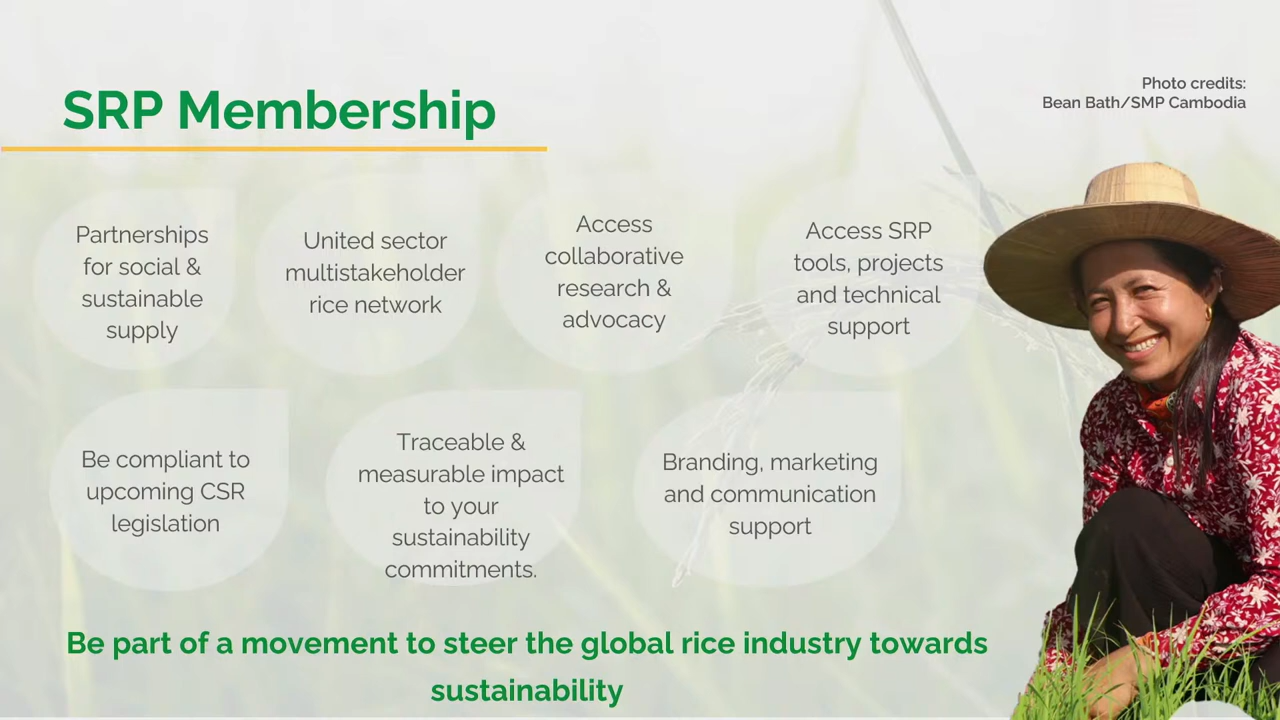 SRP Membership
Photo credits:
Bean Bath/SMP Cambodia
Partnerships
for social &
sustainable
supply
United sector
multistakeholder
rice network
Access
collaborative
research &
advocacy
Access SRP
tools, projects
and technical
support
Be compliant to
upcoming CSR
legislation
Traceable &
measurable impact
to your
sustainability
commitments.
Branding, marketing
and communication
support
Be part of a movement to steer the global rice industry towards
sustainability